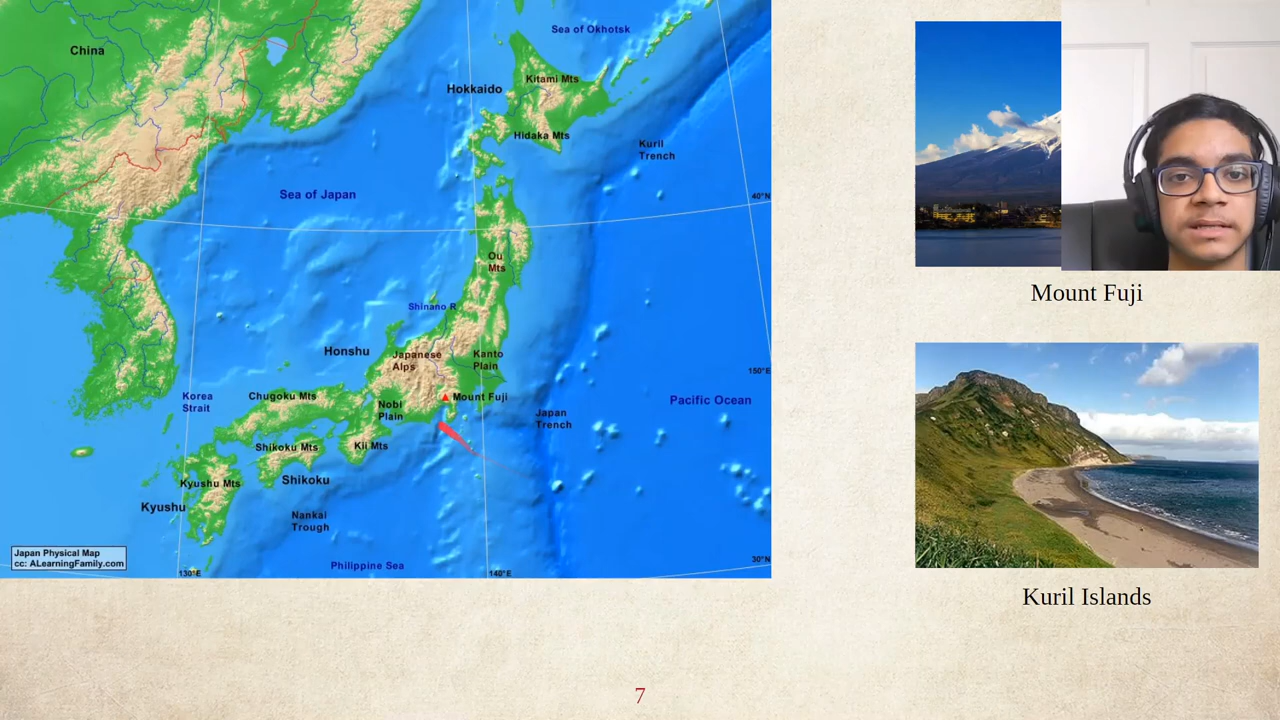 China
Sea of Okhotsk
Hokkaido
Kitami Mts
Hidaka Mts
Kuril
Trench
Sea of Japan
40°N
Ou
Mts
Shinano R
Honshu
Japanese
Alps
Kanto
Plain
150°E
Korea
Strait
Chugoku Mts
Nobi
Plain
Mount Fuji
Pacific Ocean
Japan
Trench
Shikoku Mts
Kii Mts
Kyushu Mts
Shikoku
Kyushu
Nankai
Trough
Japan Physical Map
cc: ALearningFamily.com
Philippine Sea
30°N
130°E
140°E
Mount Fuji
Kuril Islands
7